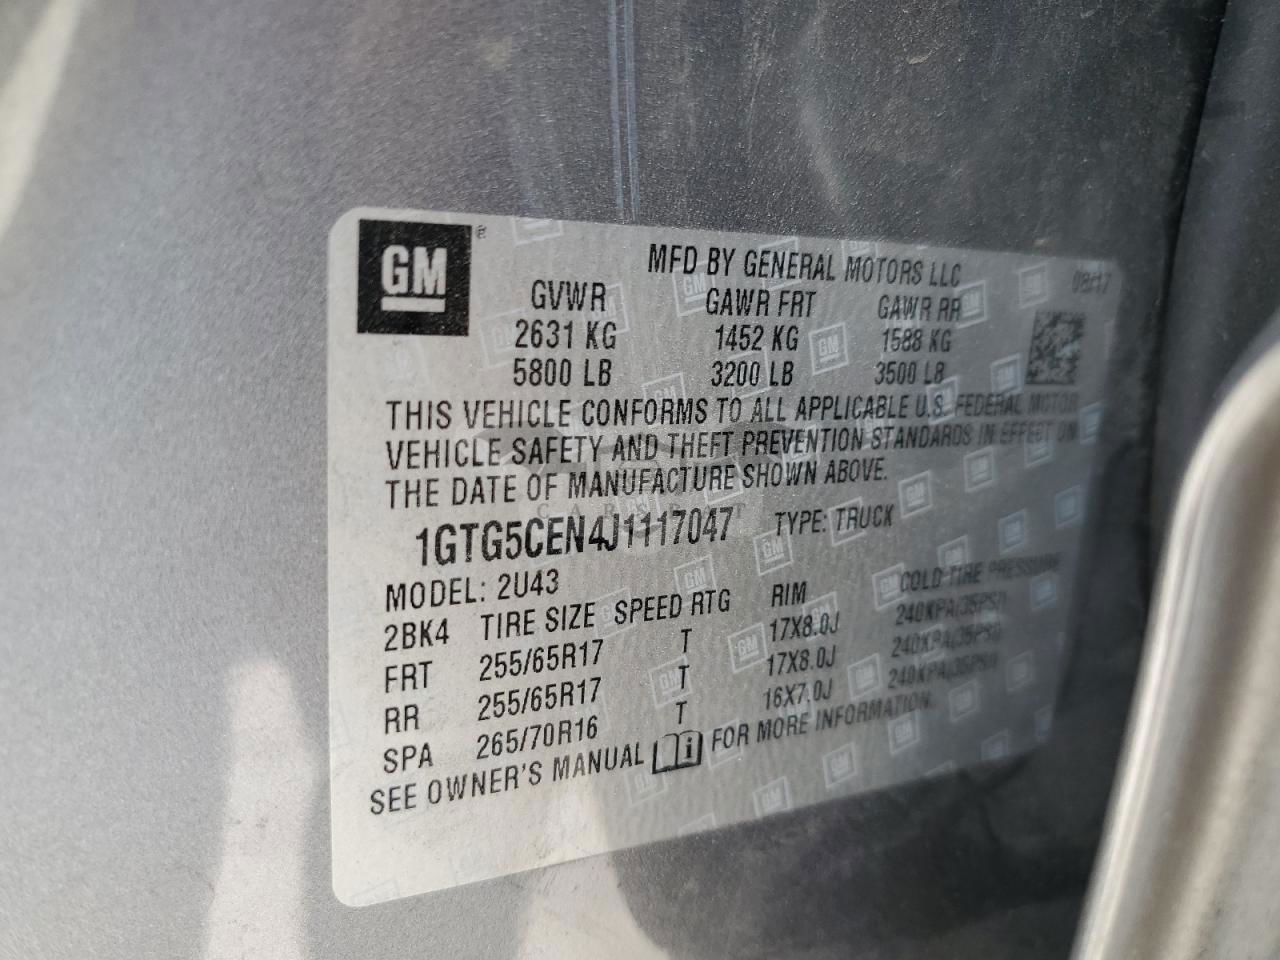 GM ®
MFD BY GENERAL MOTORS LLC 08/17
GVWR GAWR FRT GAWR RR
2631 KG 1452 KG 1588 KG
5800 LB 3200 LB 3500 LB
THIS VEHICLE CONFORMS TO ALL APPLICABLE U.S. FEDERAL MOTOR
VEHICLE SAFETY AND THEFT PREVENTION STANDARDS IN EFFECT ON
THE DATE OF MANUFACTURE SHOWN ABOVE.
1GTG5CEN4J1117047 TYPE: TRUCK
MODEL: 2U43
2BK4 TIRE SIZE SPEED RTG RIM COLD TIRE PRESSURE
FRT 255/65R17 T 17X8.0J 240KPA(35PSI)
RR 255/65R17 T 17X8.0J 240KPA(35PSI)
SPA 265/70R16 T 16X7.0J 240KPA(35PSI)
SEE OWNER'S MANUAL FOR MORE INFORMATION.